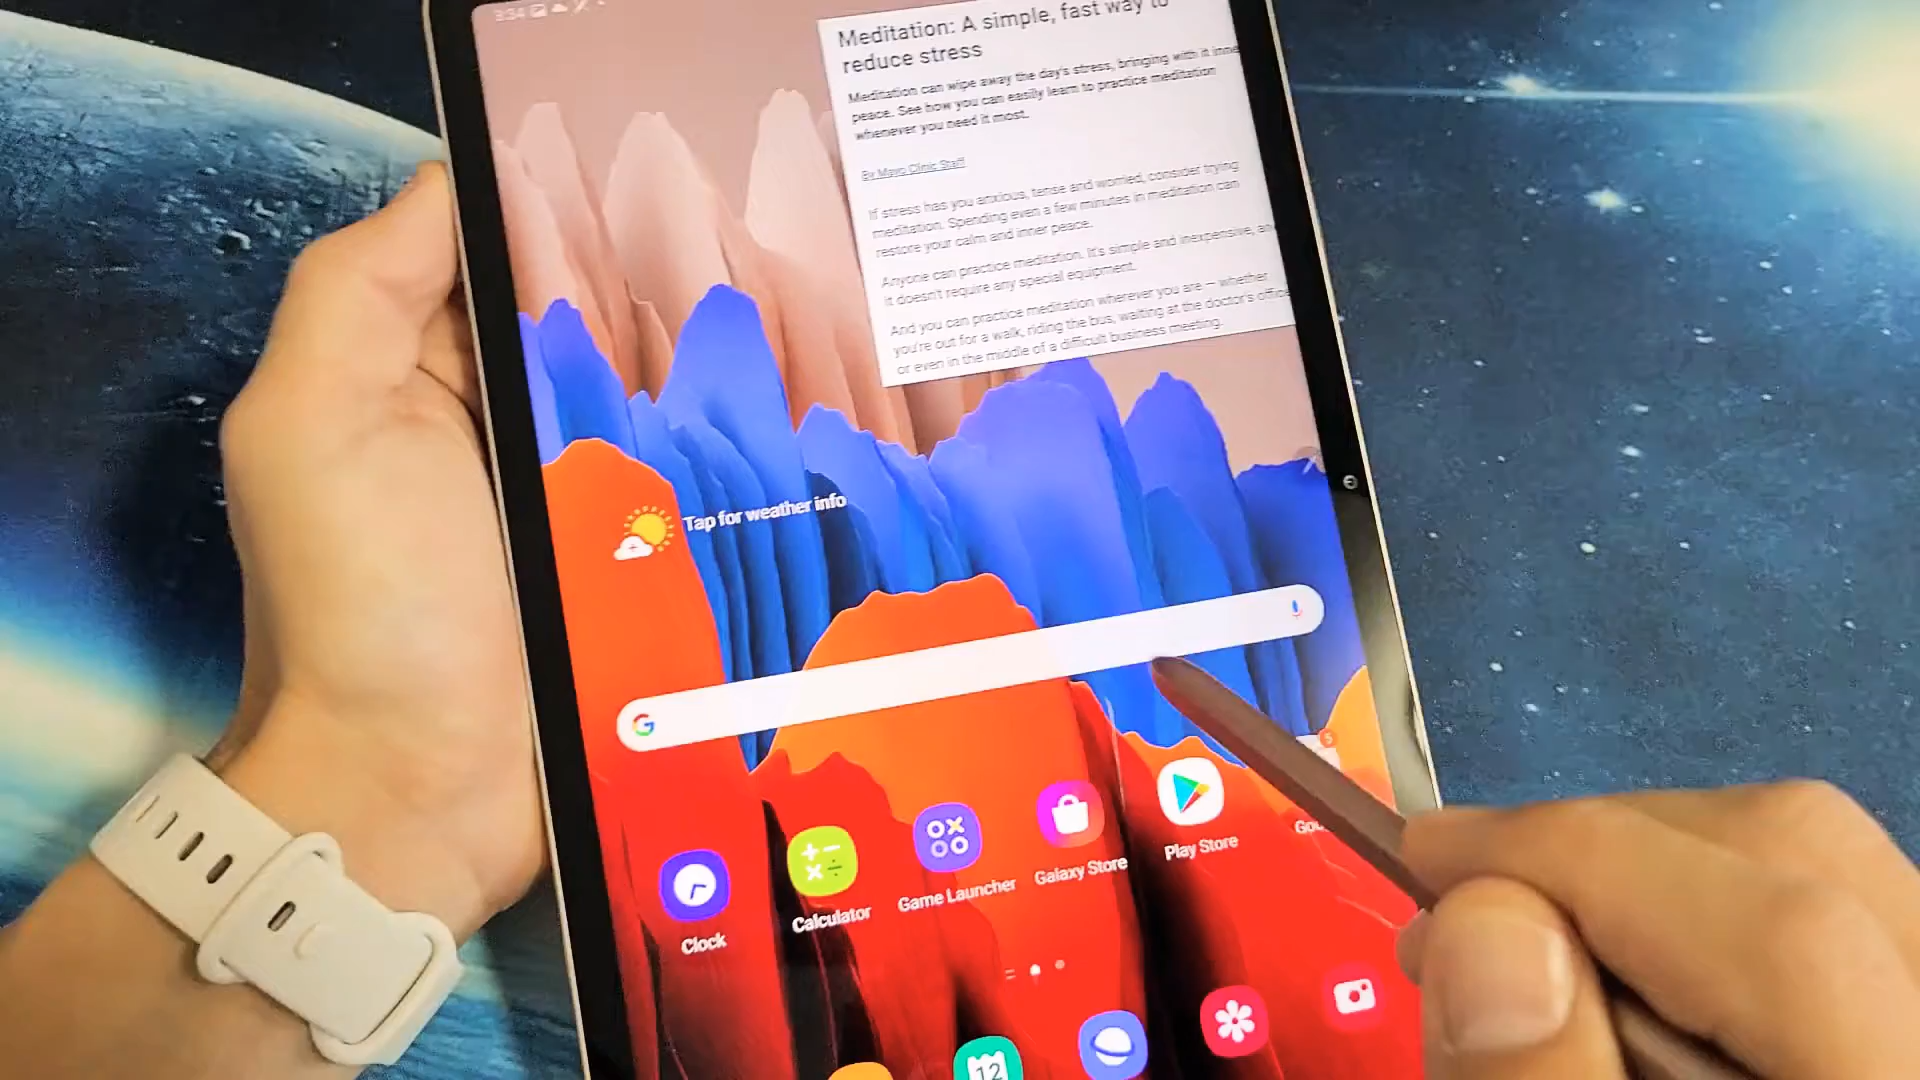 8:34
Meditation: A simple, fast way to
reduce stress
Meditation can wipe away the day's stress, bringing with it inne
peace. See how you can easily learn to practice meditation
whenever you need it most.
By Mayo Clinic Staff
If stress has you anxious, tense and worried, consider trying
meditation. Spending even a few minutes in meditation can
restore your calm and inner peace.
Anyone can practice meditation. It's simple and inexpensive, an
it doesn't require any special equipment.
And you can practice meditation wherever you are — whether
you're out for a walk, riding the bus, waiting at the doctor's office
or even in the middle of a difficult business meeting.
Tap for weather info
G
5
Clock
Calculator
Game Launcher
Galaxy Store
Play Store
Goo
12